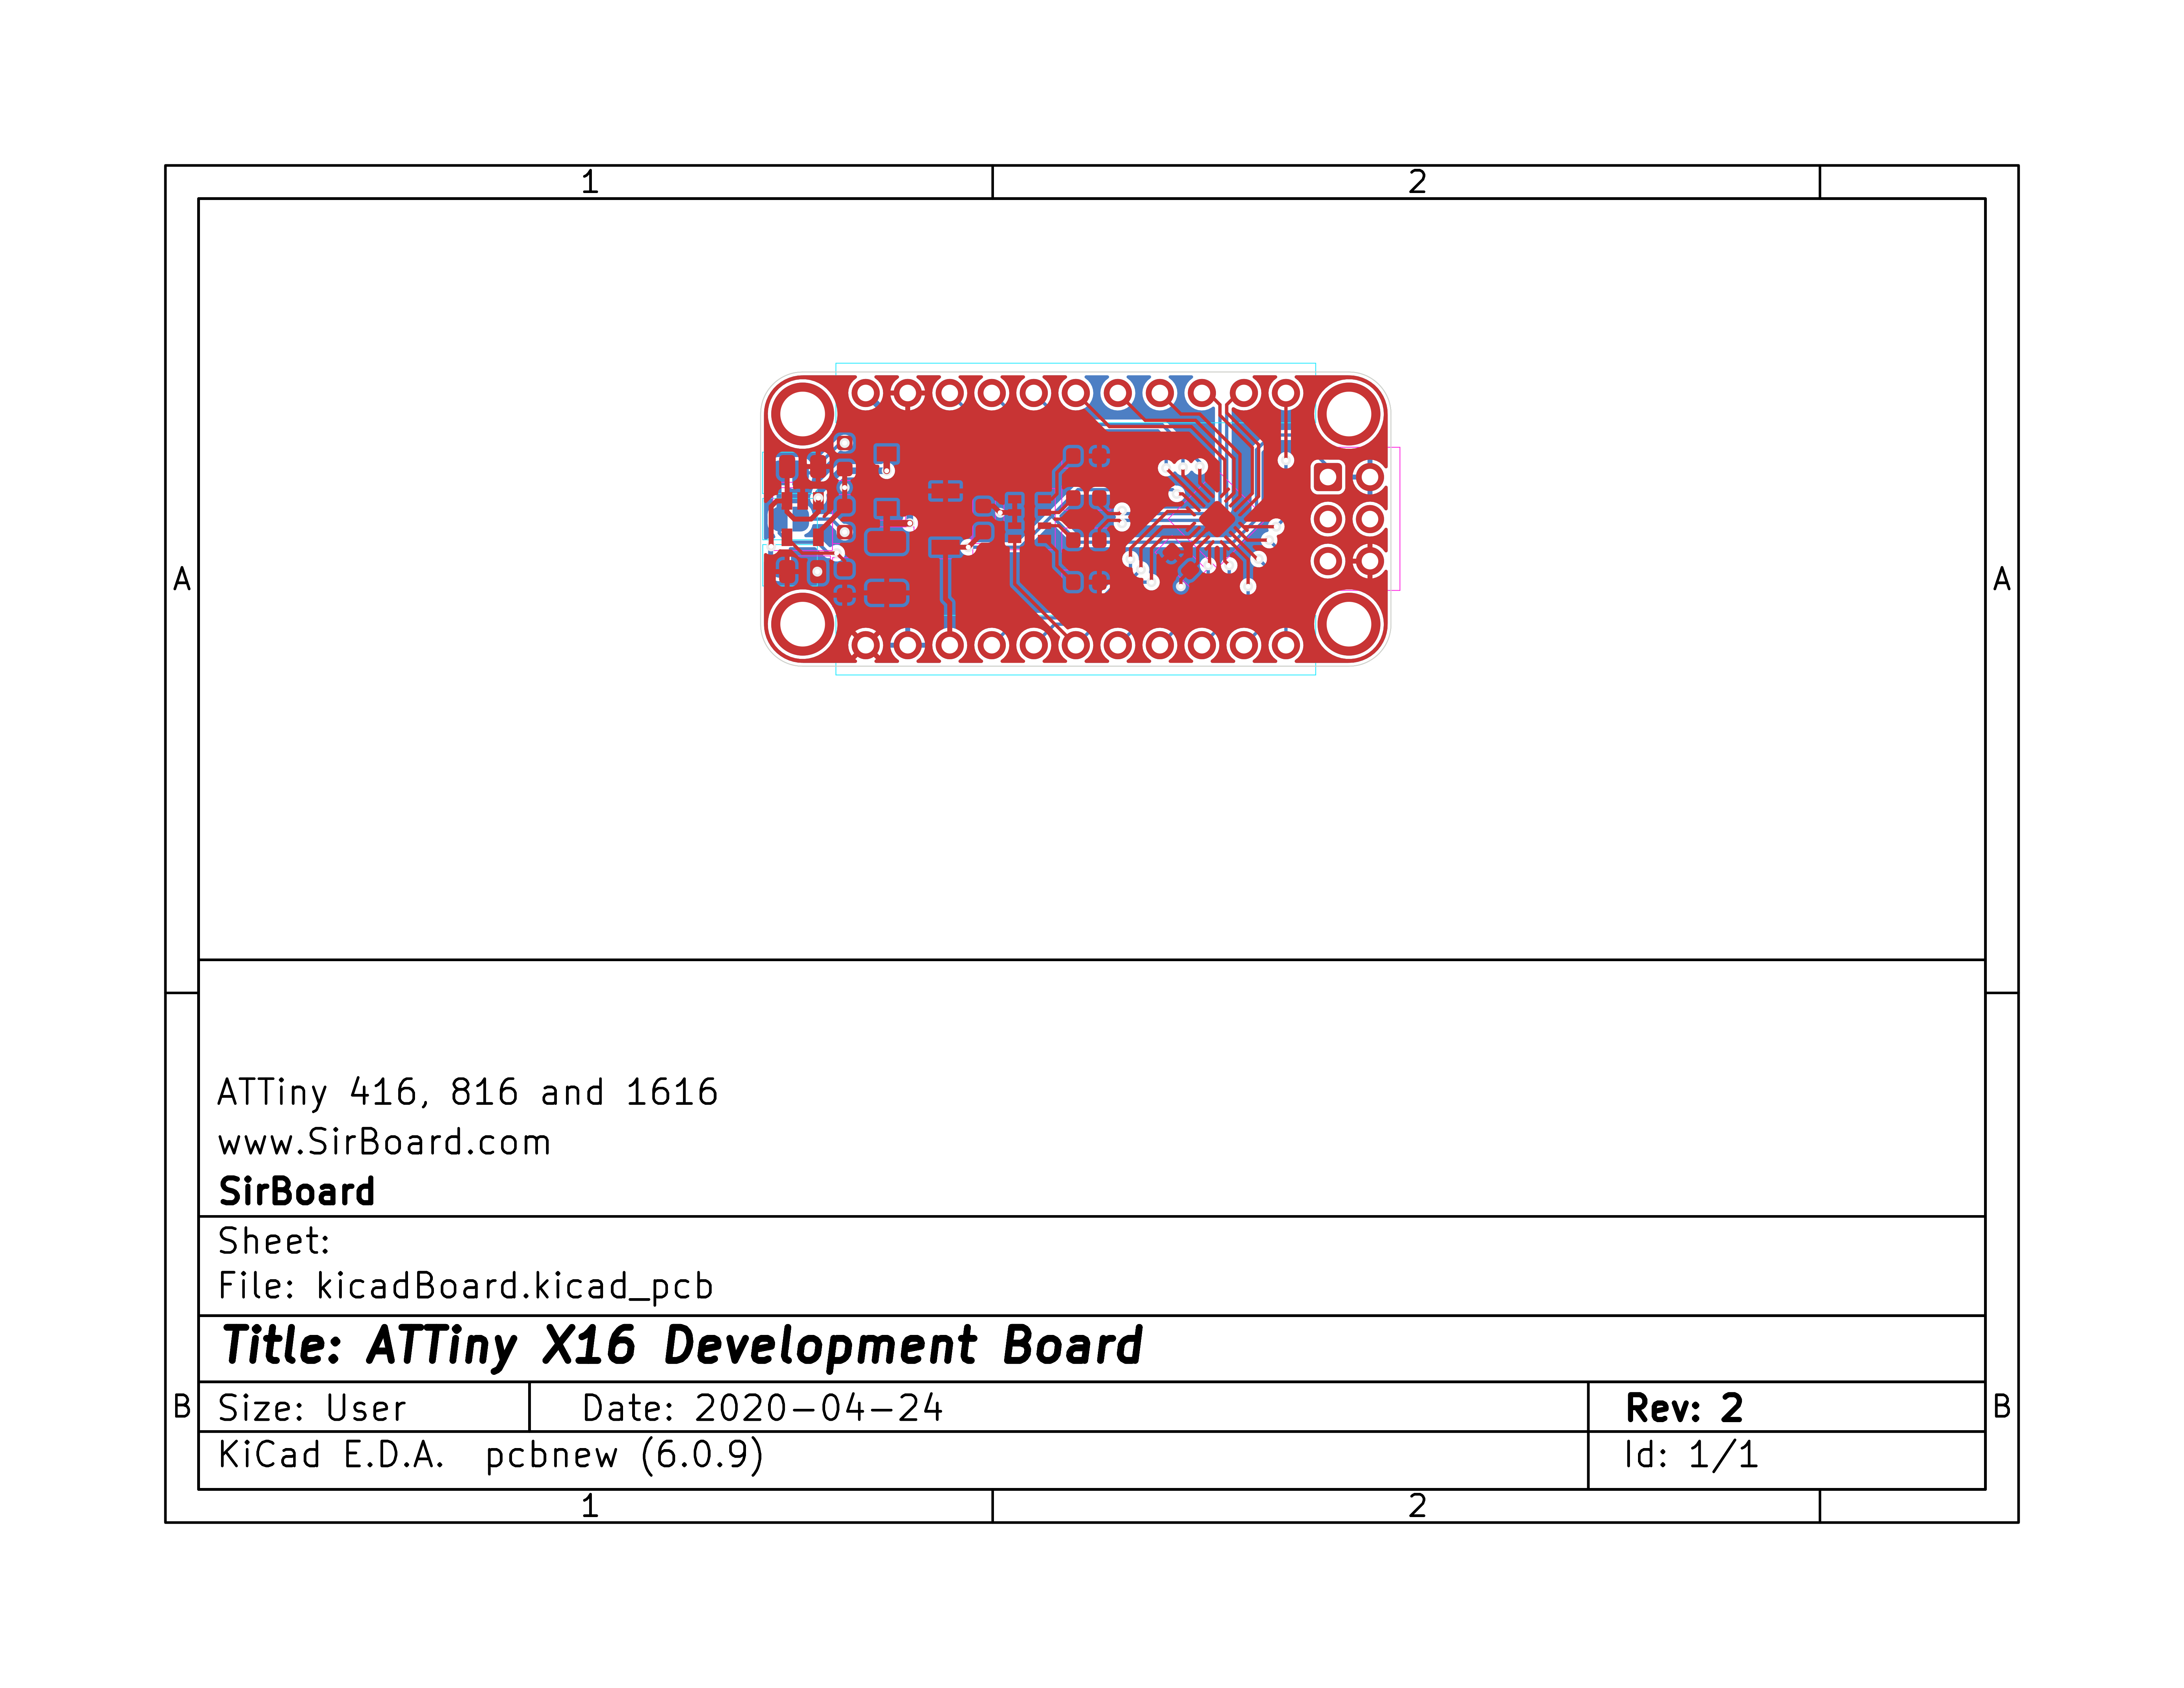 1 2
A A
ATTiny 416, 816 and 1616
www.SirBoard.com
SirBoard
Sheet:
File: kicadBoard.kicad_pcb
Title: ATTiny X16 Development Board
B Size: User Date: 2020-04-24 Rev: 2 B
KiCad E.D.A. pcbnew (6.0.9) Id: 1/1
1 2